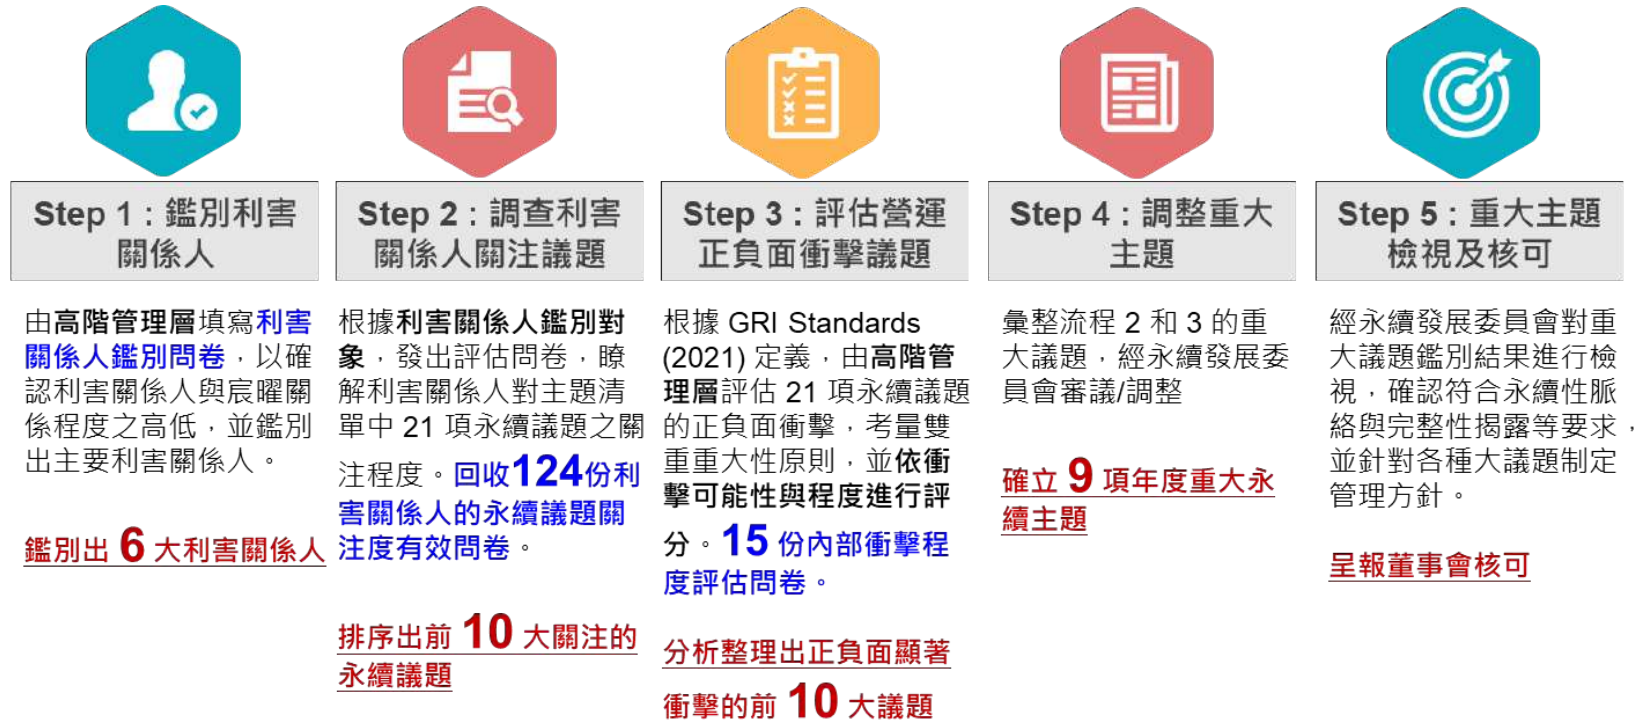 Step 1：鑑別利害
關係人
由高階管理層填寫利害
關係人鑑別問卷，以確
認利害關係人與宸曜關
係程度之高低，並鑑別
出主要利害關係人。
鑑別出 6 大利害關係人
Step 2：調查利害
關係人關注議題
根據利害關係人鑑別對
象，發出評估問卷，瞭
解利害關係人對主題清
單中 21 項永續議題之關
注程度。回收124份利
害關係人的永續議題關
注度有效問卷。
排序出前 10 大關注的
永續議題
Step 3：評估營運
正負面衝擊議題
根據 GRI Standards
(2021) 定義，由高階管
理層評估 21 項永續議題
的正負面衝擊，考量雙
重重大性原則，並依衝
擊可能性與程度進行評
分。15 份內部衝擊程
度評估問卷。
分析整理出正負面顯著
衝擊的前 10 大議題
Step 4：調整重大
主題
彙整流程 2 和 3 的重
大議題，經永續發展委
員會審議/調整
確立 9 項年度重大永
續主題
Step 5：重大主題
檢視及核可
經永續發展委員會對重
大議題鑑別結果進行檢
視，確認符合永續性脈
絡與完整性揭露等要求，
並針對各種大議題制定
管理方針。
呈報董事會核可